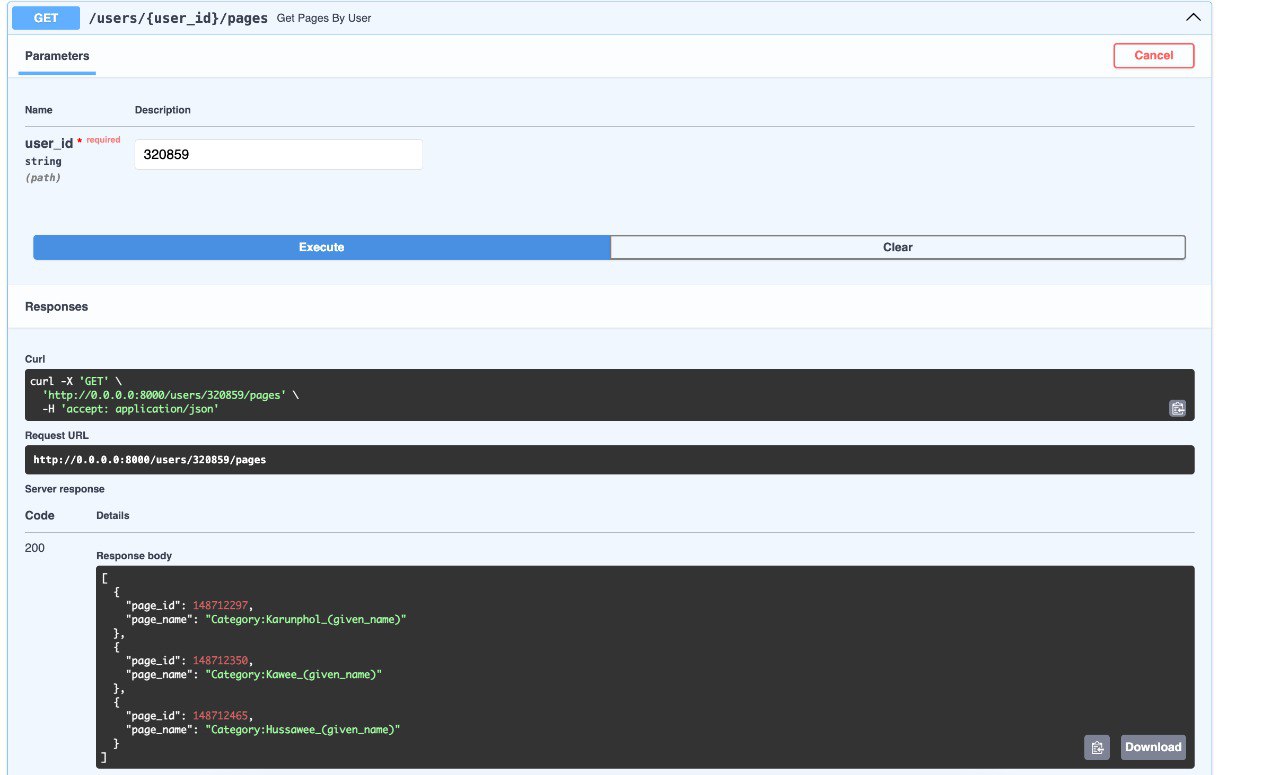 GET /users/{user_id}/pages Get Pages By User
Parameters
Cancel
Name Description
user_id * required
string
(path)
320859
Execute
Clear
Responses
Curl
curl -X 'GET' \
'http://0.0.0.0:8000/users/320859/pages' \
-H 'accept: application/json'
Request URL
http://0.0.0.0:8000/users/320859/pages
Server response
Code Details
200
Response body
[
{
"page_id": 148712297,
"page_name": "Category:Karunphol_(given_name)"
},
{
"page_id": 148712350,
"page_name": "Category:Kawee_(given_name)"
},
{
"page_id": 148712465,
"page_name": "Category:Hussawee_(given_name)"
}
]
Download